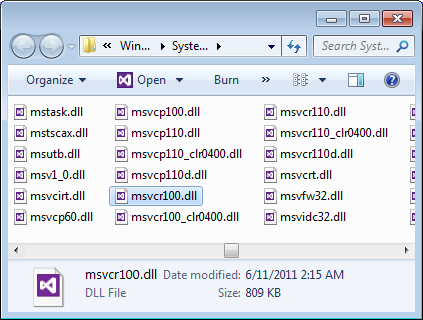 « Win... ▸ Syste... ▸ Search Syst...
Organize ▾ Open ▾ Burn »
mstask.dll msvcp100.dll msvcr110.dll
mstscax.dll msvcp110.dll msvcr110_clr0400.dll
msutb.dll msvcp110_clr0400.dll msvcr110d.dll
msv1_0.dll msvcp110d.dll msvcrt.dll
msvcirt.dll msvcr100.dll msvfw32.dll
msvcp60.dll msvcr100_clr0400.dll msvidc32.dll
msvcr100.dll Date modified: 6/11/2011 2:15 AM
DLL File Size: 809 KB